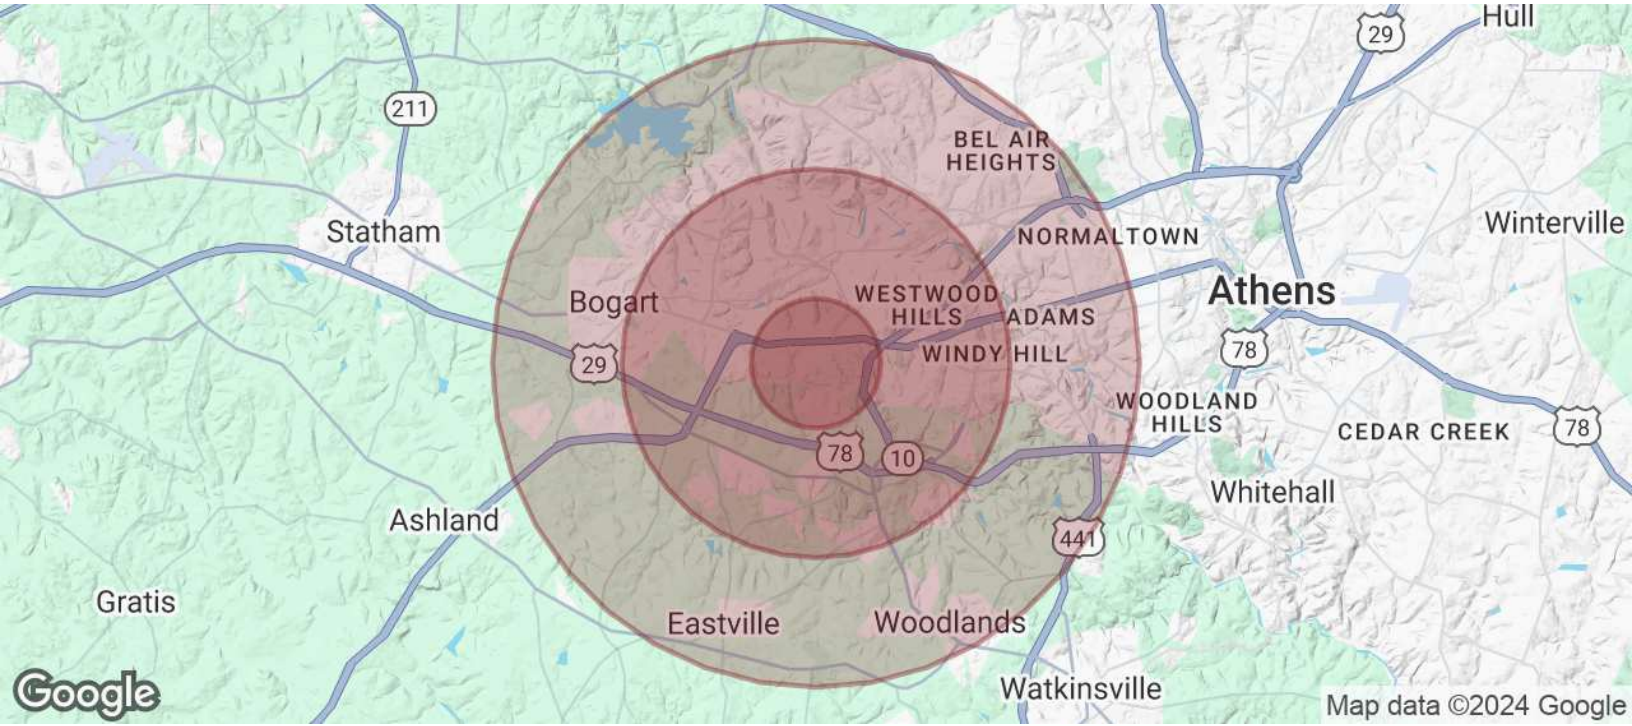 Hull
29
211
BEL AIR
HEIGHTS
Statham
NORMALTOWN
Winterville
Bogart
WESTWOOD
HILLS
ADAMS
Athens
29
WINDY HILL
78
WOODLAND
HILLS
CEDAR CREEK
78
78
10
Ashland
Whitehall
441
Gratis
Eastville
Woodlands
Watkinsville
Google
Map data ©2024 Google